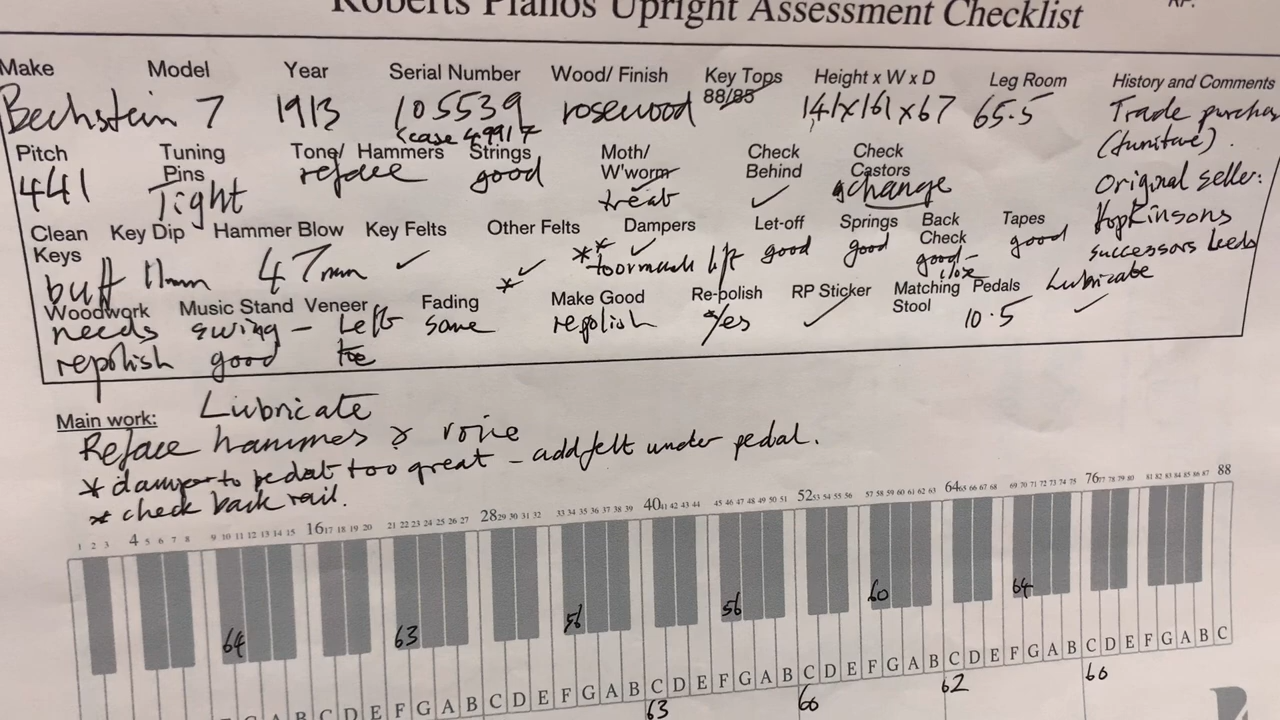 Roberts Pianos Upright Assessment Checklist
RP:
Make Model Year Serial Number Wood/ Finish Key Tops 88/85 Height x W x D Leg Room History and Comments
Bechstein 7 1913 105539 rosewood 141x161x67 65.5 Trade purchas
(case 49917
Pitch Tuning Pins Tone/ Hammers Strings Moth/ W'worm Check Behind Check Castors
441 Tight reface good treat ✓ change
Original seller:
Hopkinsons
successors Leeds
Clean Keys Key Dip Hammer Blow Key Felts Other Felts Dampers Let-off Springs Back Check Tapes
buff 11mm 47mm ✓ * ✓ ** ✓ too much lift good good good - close good
Woodwork Music Stand Veneer Fading Make Good Re-polish RP Sticker Matching Stool Pedals Lubricate
needs repolish swing - good Left toe some repolish Yes ✓ 10.5 ✓
Main work: Lubricate
Reface hammers & voice
* damper to pedal too great - add felt under pedal.
* check back rail.
1 2 3 4 5 6 7 8 9 10 11 12 13 14 15 16 17 18 19 20 21 22 23 24 25 26 27 28 29 30 31 32 33 34 35 36 37 38 39 40 41 42 43 44 45 46 47 48 49 50 51 52 53 54 55 56 57 58 59 60 61 62 63 64 65 66 67 68 69 70 71 72 73 74 75 76 77 78 79 80 81 82 83 84 85 86 87 88
64 63 56 56 60 64
A B C D E F G A B C D E F G A B C D E F G A B C D E F G A B C D E F G A B C D E F G A B C
63 60 62 60